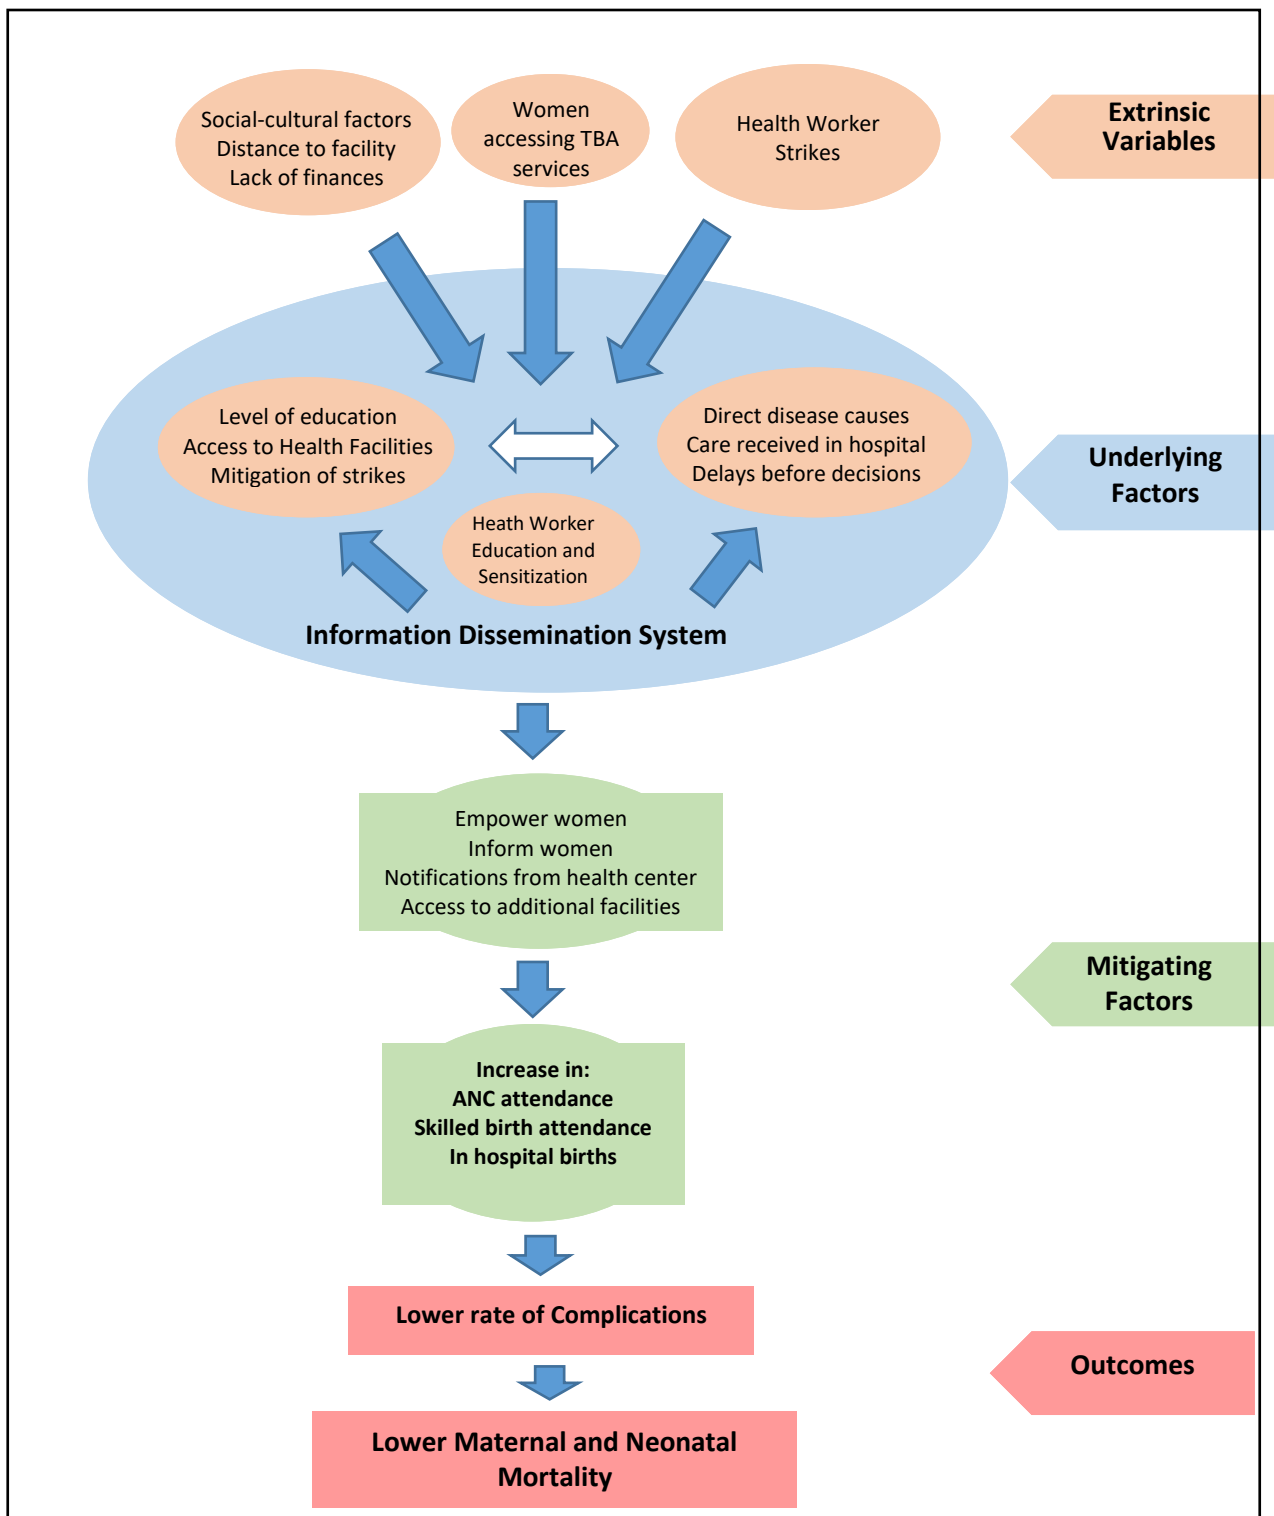 Social-cultural factors
Distance to facility
Lack of finances
Women
accessing TBA
services
Health Worker
Strikes
Extrinsic
Variables
Level of education
Access to Health Facilities
Mitigation of strikes
Direct disease causes
Care received in hospital
Delays before decisions
Underlying
Factors
Heath Worker
Education and
Sensitization
Information Dissemination System
Empower women
Inform women
Notifications from health center
Access to additional facilities
Mitigating
Factors
Increase in:
ANC attendance
Skilled birth attendance
In hospital births
Lower rate of Complications
Outcomes
Lower Maternal and Neonatal
Mortality